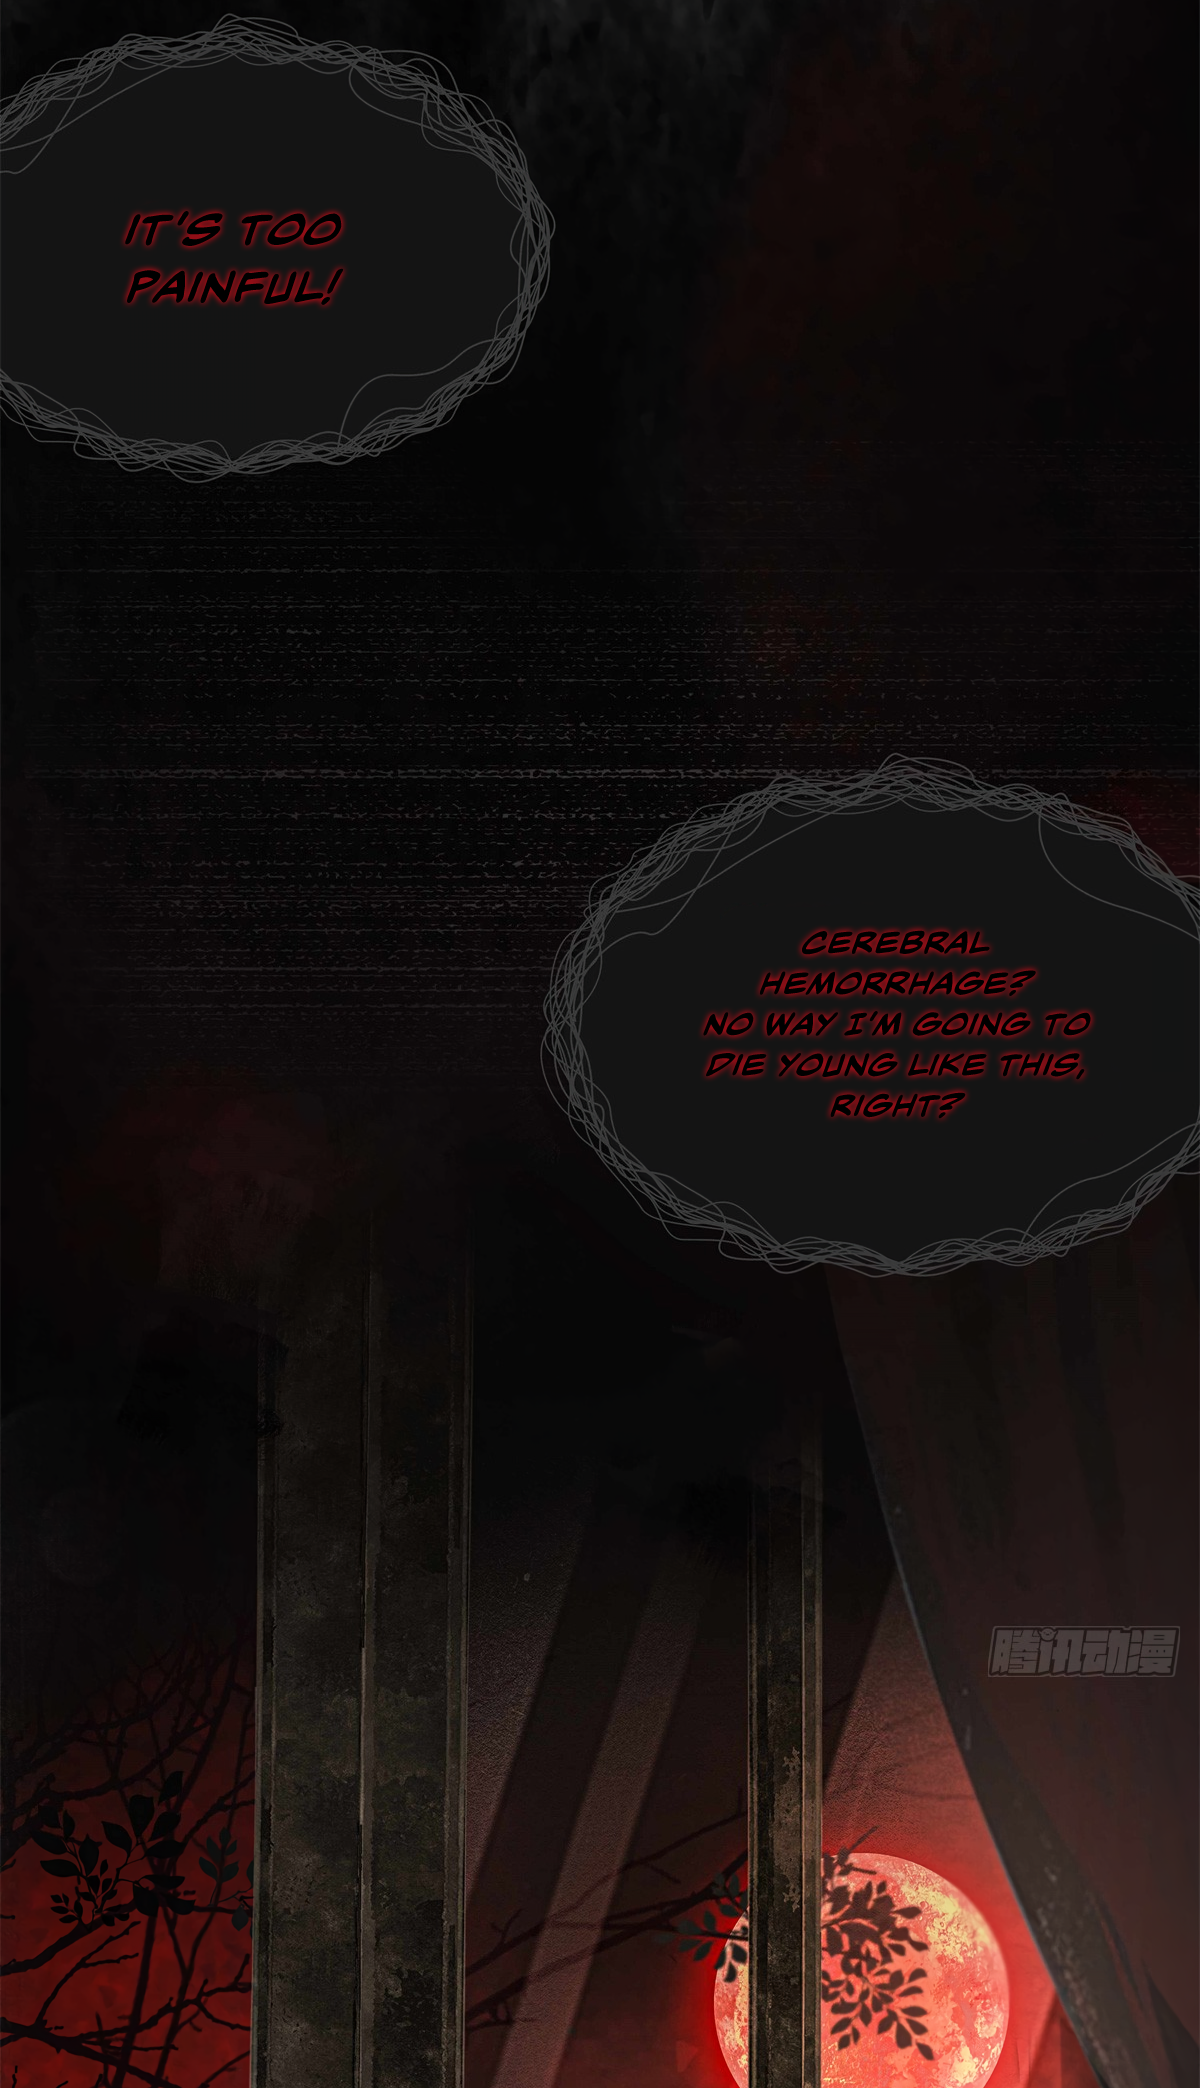 IT'S TOO
PAINFUL!
CEREBRAL
HEMORRHAGE?
NO WAY I'M GOING TO
DIE YOUNG LIKE THIS,
RIGHT?
腾讯动漫